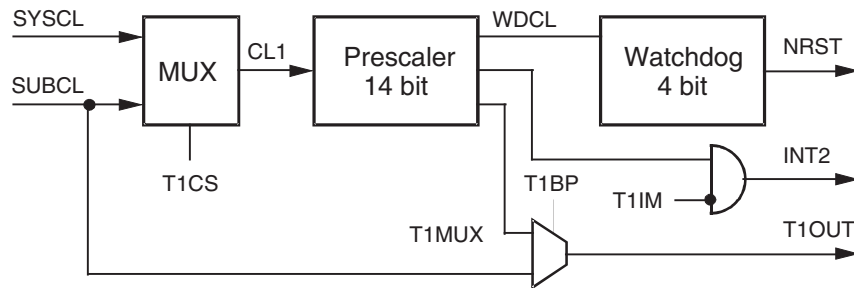 SYSCL
SUBCL
MUX
T1CS
CL1
Prescaler
14 bit
WDCL
Watchdog
4 bit
NRST
INT2
T1BP
T1IM
T1MUX
T1OUT